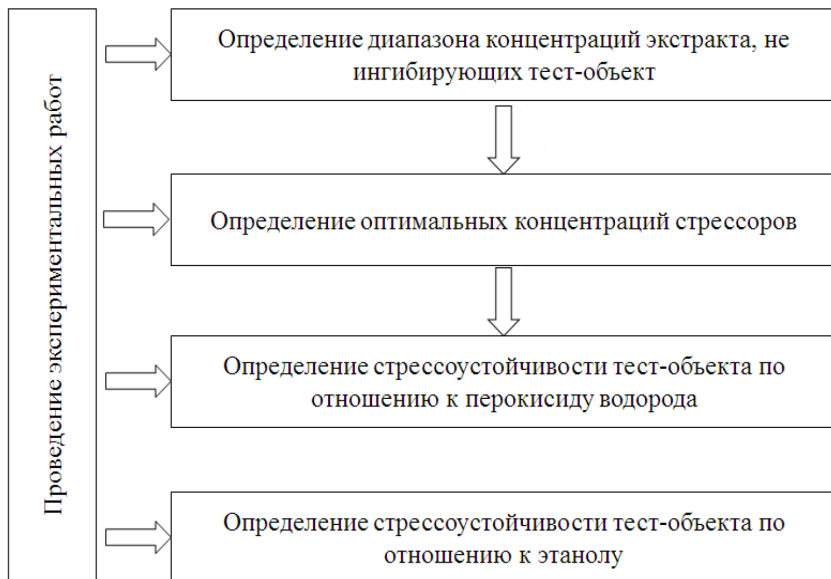 Проведение экспериментальных работ
Определение диапазона концентраций экстракта, не
ингибирующих тест-объект
Определение оптимальных концентраций стрессоров
Определение стрессоустойчивости тест-объекта по
отношению к перокисиду водорода
Определение стрессоустойчивости тест-объекта по
отношению к этанолу